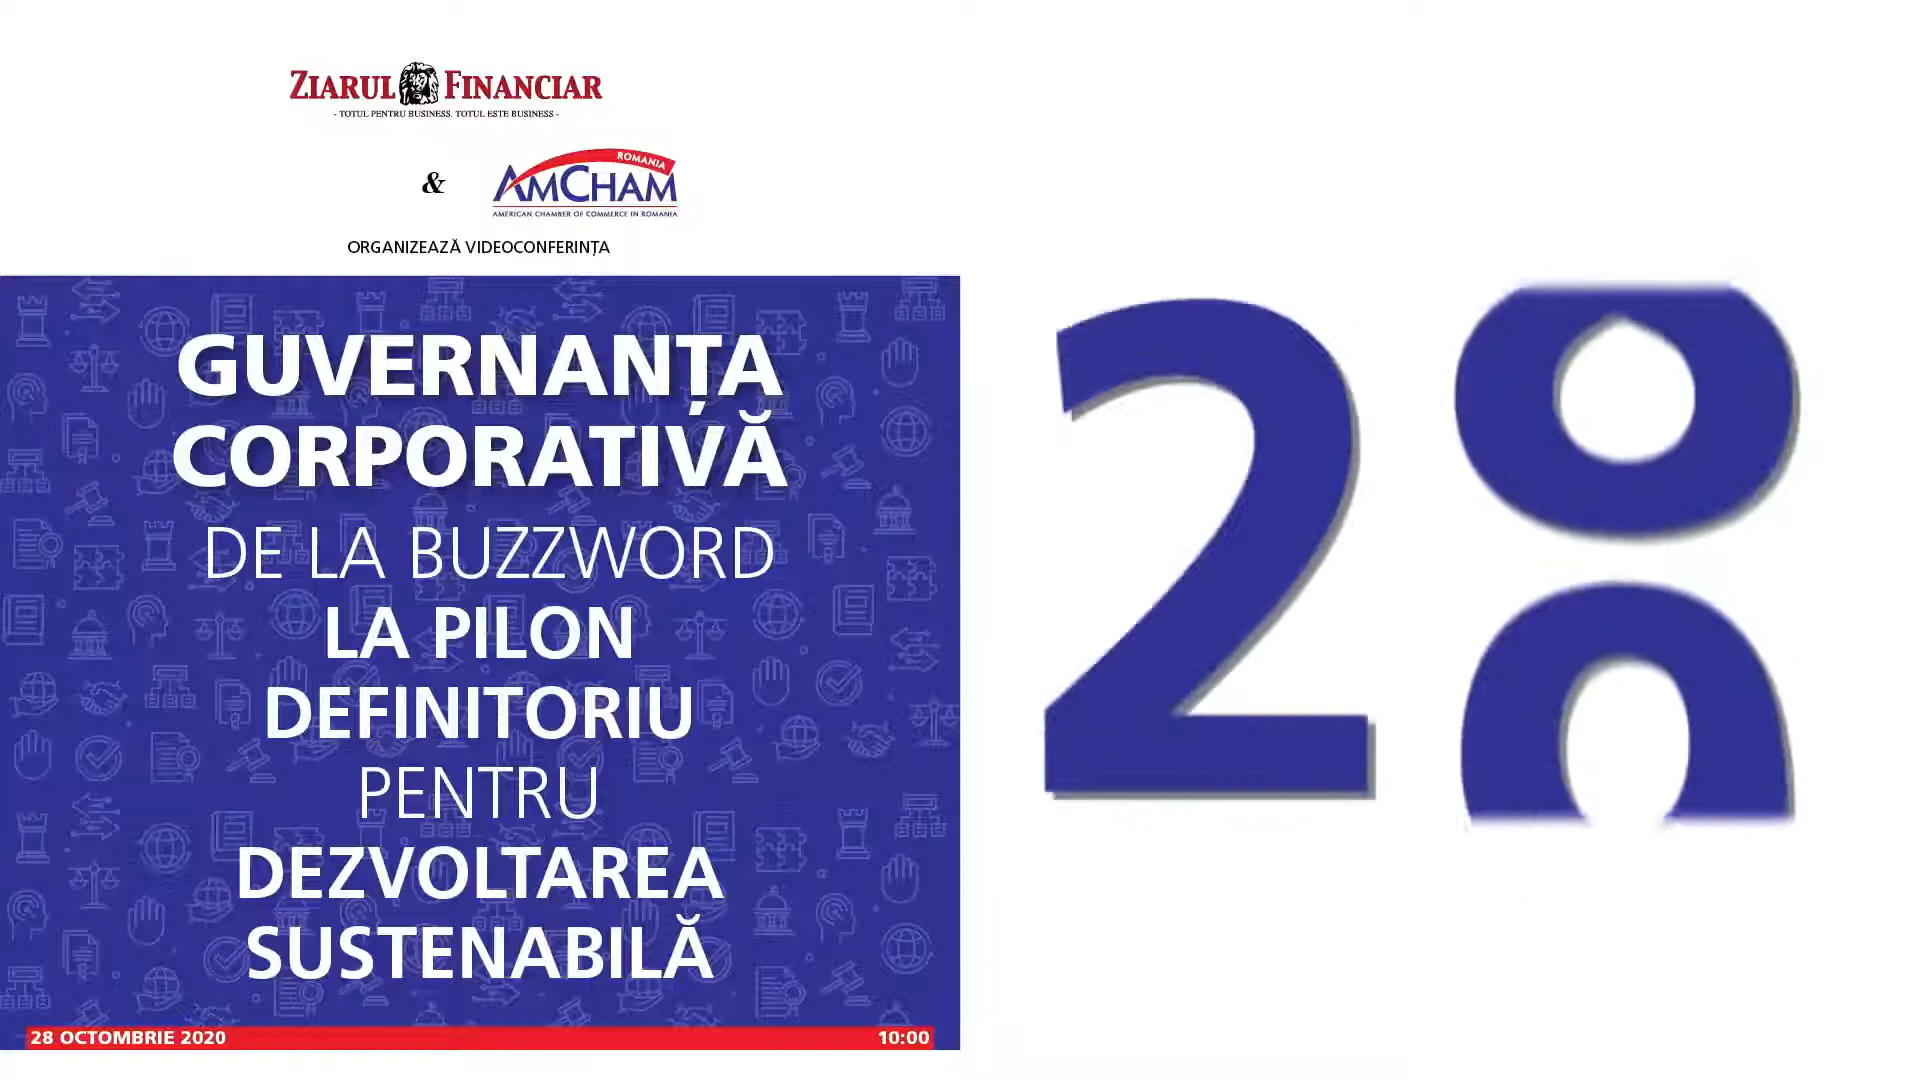 ZIARUL FINANCIAR
- TOTUL PENTRU BUSINESS. TOTUL ESTE BUSINESS -
ROMANIA
& AMCHAM
AMERICAN CHAMBER OF COMMERCE IN ROMANIA
ORGANIZEAZĂ VIDEOCONFERINȚA
GUVERNANȚA
CORPORATIVĂ
DE LA BUZZWORD
LA PILON
DEFINITORIU
PENTRU
DEZVOLTAREA
SUSTENABILĂ
28 OCTOMBRIE 2020 10:00
2